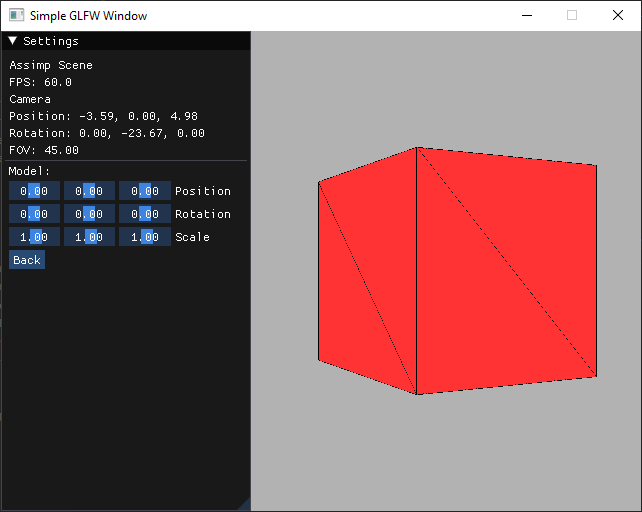 Simple GLFW Window
Settings
Assimp Scene
FPS: 60.0
Camera
Position: -3.59, 0.00, 4.98
Rotation: 0.00, -23.67, 0.00
FOV: 45.00
Model:
0.00 0.00 0.00 Position
0.00 0.00 0.00 Rotation
1.00 1.00 1.00 Scale
Back